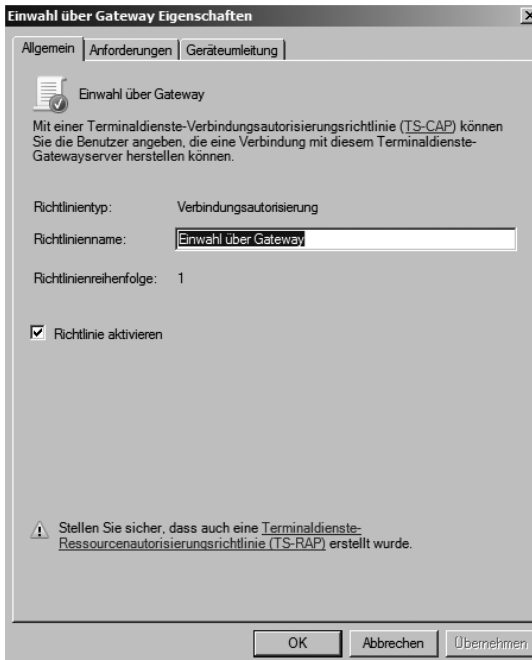 Einwahl über Gateway Eigenschaften
Allgemein Anforderungen Geräteumleitung
Einwahl über Gateway
Mit einer Terminaldienste-Verbindungsautorisierungsrichtlinie (TS-CAP) können
Sie die Benutzer angeben, die eine Verbindung mit diesem Terminaldienste-
Gatewayserver herstellen können.
Richtlinientyp: Verbindungsautorisierung
Richtlinienname: Einwahl über Gateway
Richtlinienreihenfolge: 1
Richtlinie aktivieren
Stellen Sie sicher, dass auch eine Terminaldienste-
Ressourcenautorisierungsrichtlinie (TS-RAP) erstellt wurde.
OK Abbrechen Übernehmen